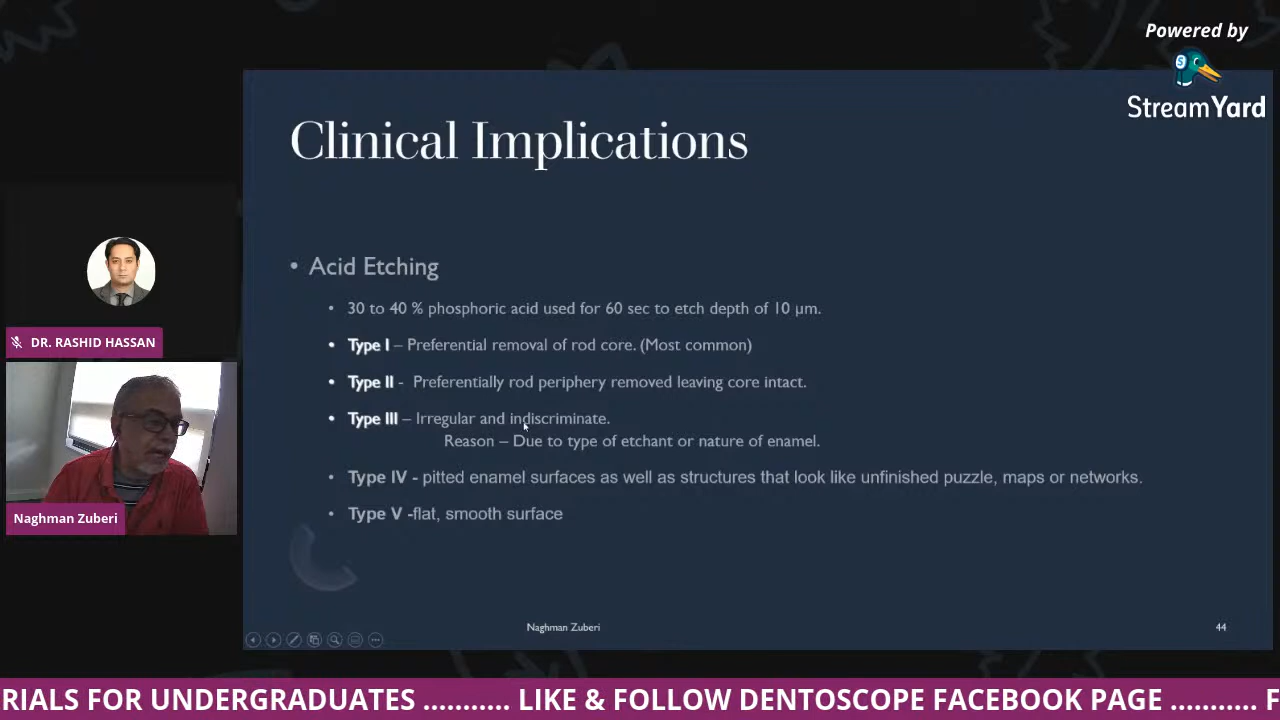 Powered by
StreamYard
Clinical Implications
• Acid Etching
• 30 to 40 % phosphoric acid used for 60 sec to etch depth of 10 µm.
• Type I – Preferential removal of rod core. (Most common)
• Type II - Preferentially rod periphery removed leaving core intact.
• Type III – Irregular and indiscriminate.
Reason – Due to type of etchant or nature of enamel.
• Type IV - pitted enamel surfaces as well as structures that look like unfinished puzzle, maps or networks.
• Type V -flat, smooth surface
Naghman Zuberi
44
DR. RASHID HASSAN
Naghman Zuberi
RIALS FOR UNDERGRADUATES .......... LIKE & FOLLOW DENTOSCOPE FACEBOOK PAGE .......... F